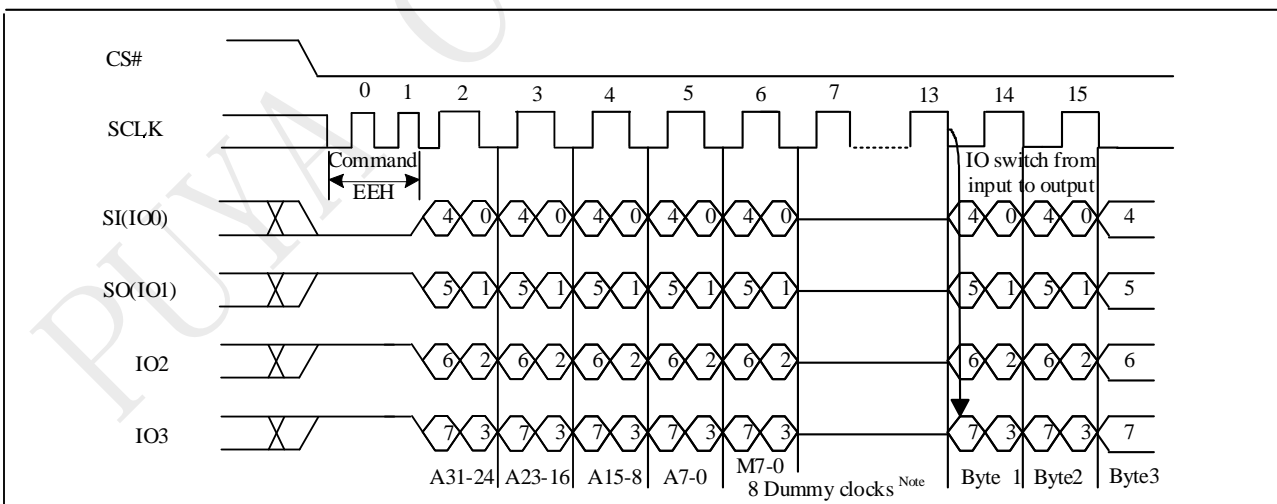 PUYA
CS#
0 1 2 3 4 5 6 7 13 14 15
SCLK
Command
EEH
IO switch from
input to output
SI(IO0) 4 0 4 0 4 0 4 0 4 0 4 0 4 0 4
SO(IO1) 5 1 5 1 5 1 5 1 5 1 5 1 5 1 5
IO2 6 2 6 2 6 2 6 2 6 2 6 2 6 2 6
IO3 7 3 7 3 7 3 7 3 7 3 7 3 7 3 7
A31-24 A23-16 A15-8 A7-0 M7-0 Byte 1 Byte2 Byte3
8 Dummy clocks Note